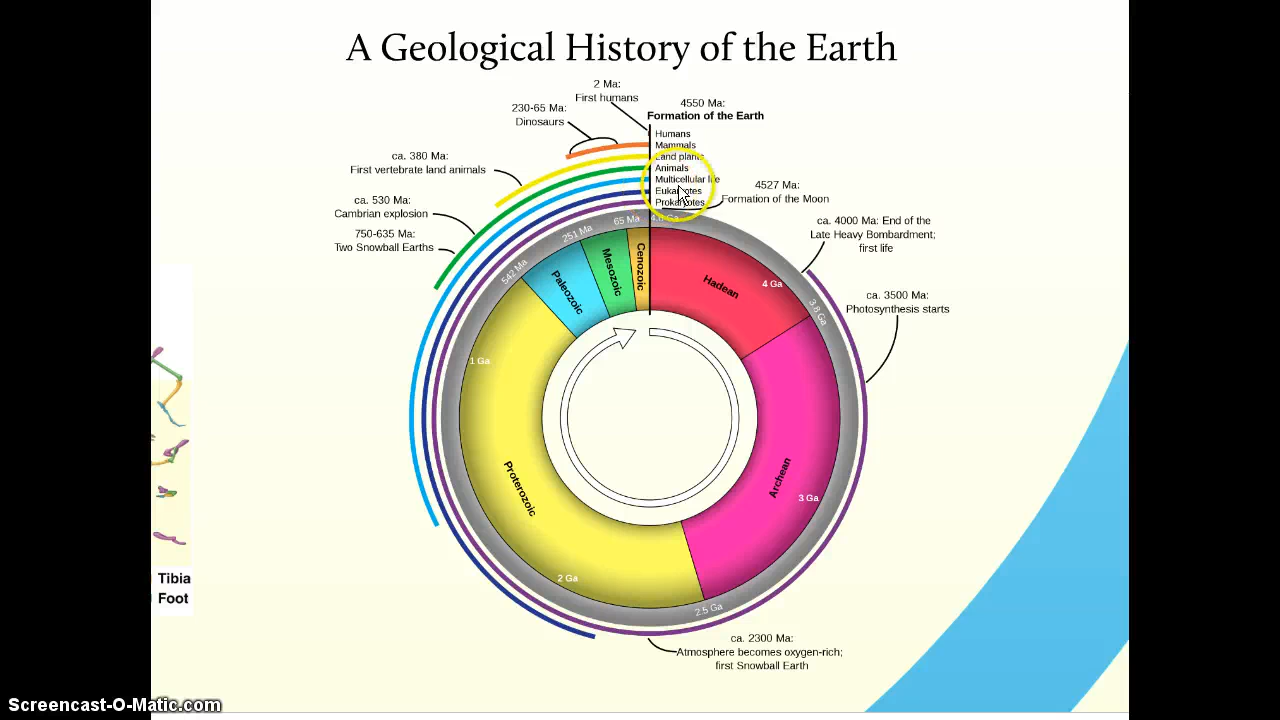 A Geological History of the Earth
2 Ma:
First humans
4550 Ma:
Formation of the Earth
230-65 Ma:
Dinosaurs
Humans
Mammals
Land plants
Animals
Multicellular life
Eukaryotes
Prokaryotes
ca. 380 Ma:
First vertebrate land animals
4527 Ma:
Formation of the Moon
ca. 530 Ma:
Cambrian explosion
750-635 Ma:
Two Snowball Earths
ca. 4000 Ma: End of the
Late Heavy Bombardment;
first life
ca. 3500 Ma:
Photosynthesis starts
4.6 Ga
65 Ma
251 Ma
542 Ma
Cenozoic
Mesozoic
Paleozoic
Hadean
4 Ga
3.8 Ga
1 Ga
Proterozoic
Archean
3 Ga
2 Ga
2.5 Ga
Tibia
Foot
ca. 2300 Ma:
Atmosphere becomes oxygen-rich;
first Snowball Earth
Screencast-O-Matic.com